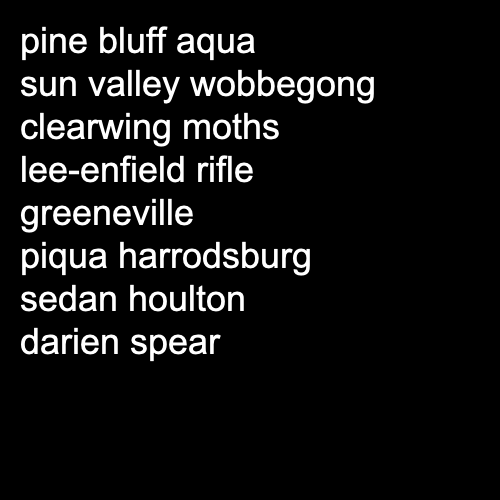 pine bluff aqua
sun valley wobbegong
clearwing moths
lee-enfield rifle
greeneville
piqua harrodsburg
sedan houlton
darien spear